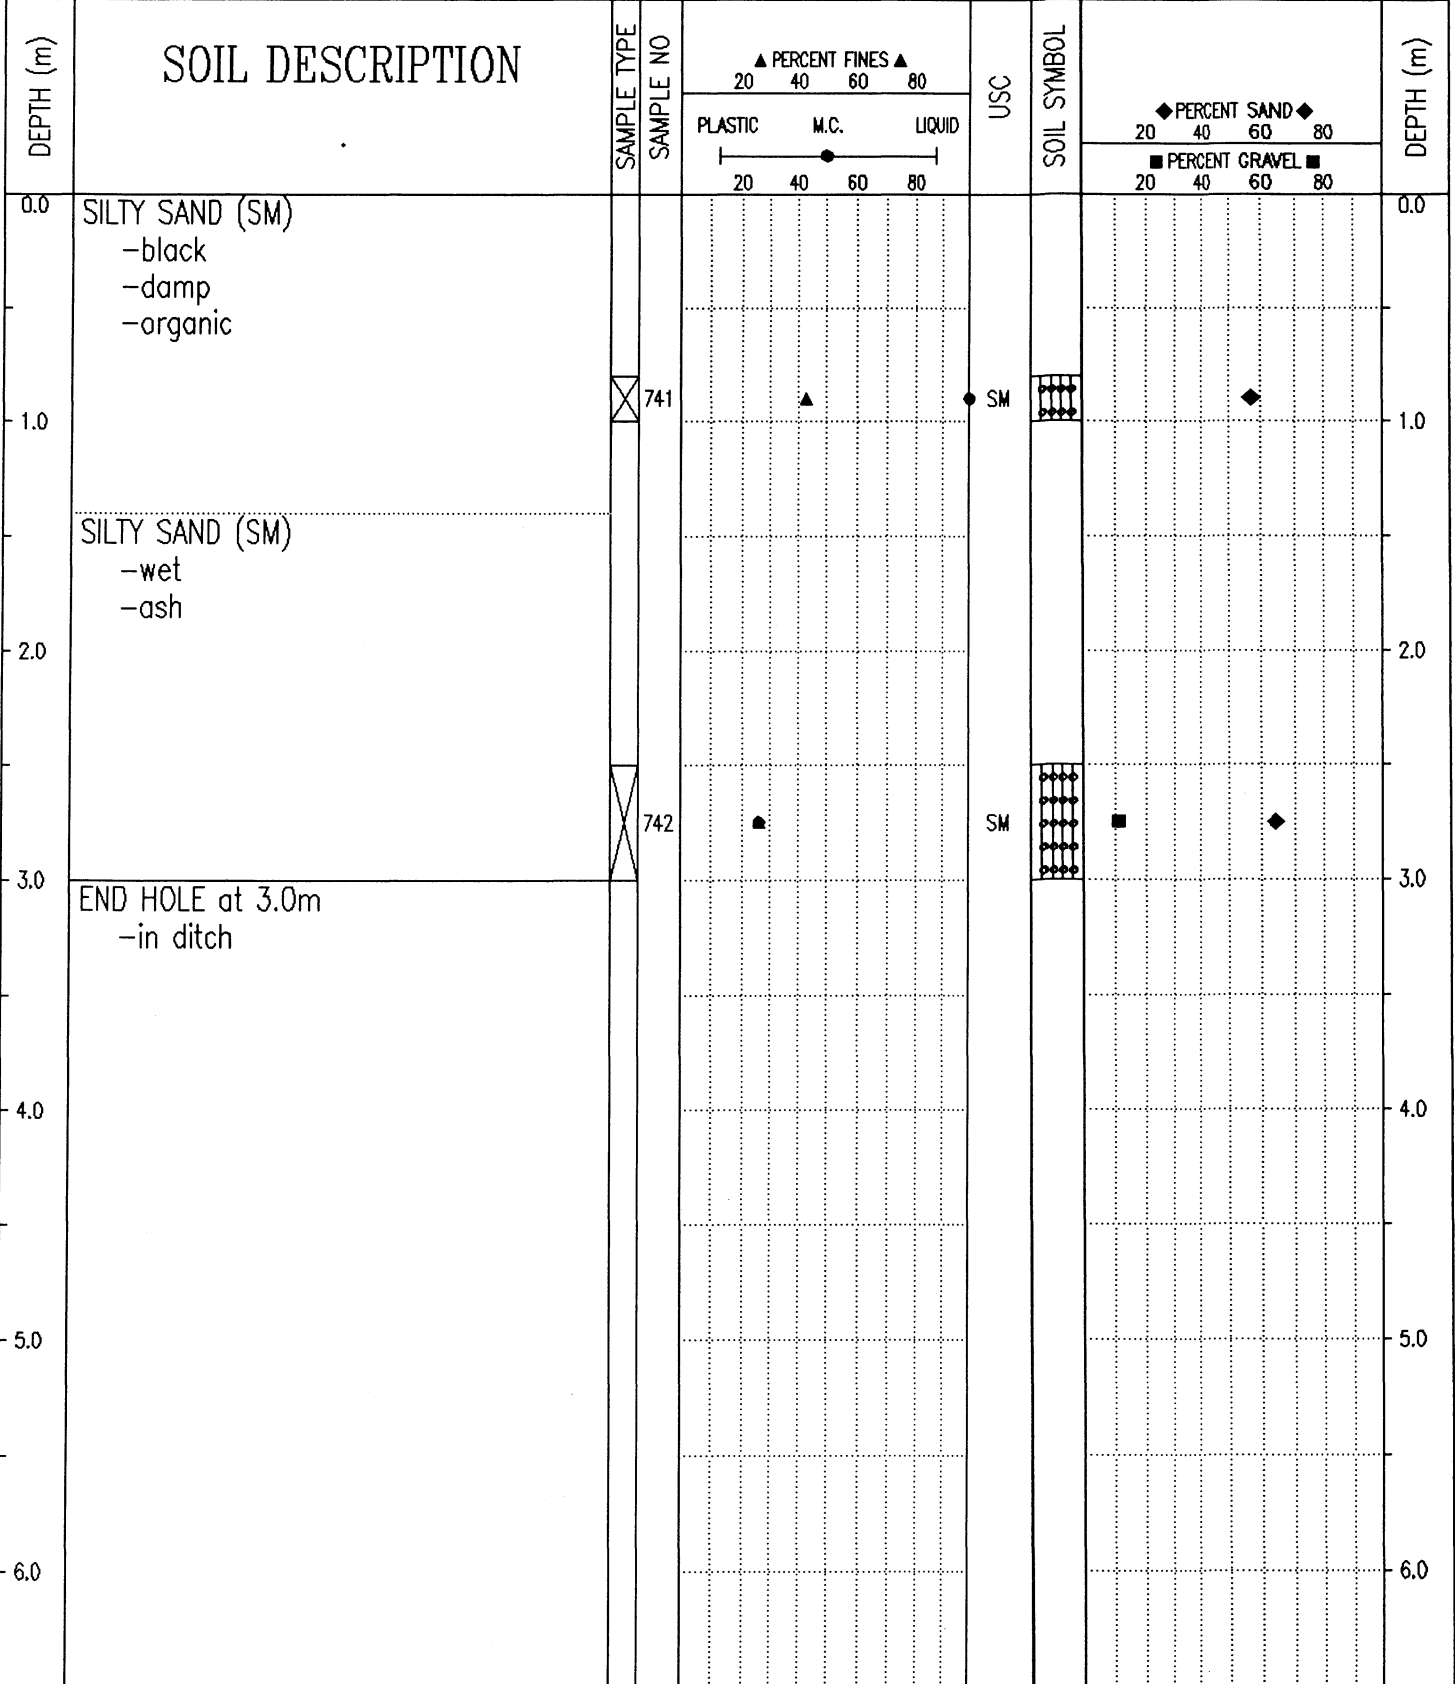 DEPTH (m)
SOIL DESCRIPTION
SAMPLE TYPE
SAMPLE NO
▲ PERCENT FINES ▲
20 40 60 80
PLASTIC M.C. LIQUID
20 40 60 80
USC
SOIL SYMBOL
◆ PERCENT SAND ◆
20 40 60 80
■ PERCENT GRAVEL ■
20 40 60 80
DEPTH (m)
0.0 0.0
SILTY SAND (SM)
-black
-damp
-organic
741 SM
1.0 1.0
SILTY SAND (SM)
-wet
-ash
2.0 2.0
742 SM
3.0 3.0
END HOLE at 3.0m
-in ditch
4.0 4.0
5.0 5.0
6.0 6.0